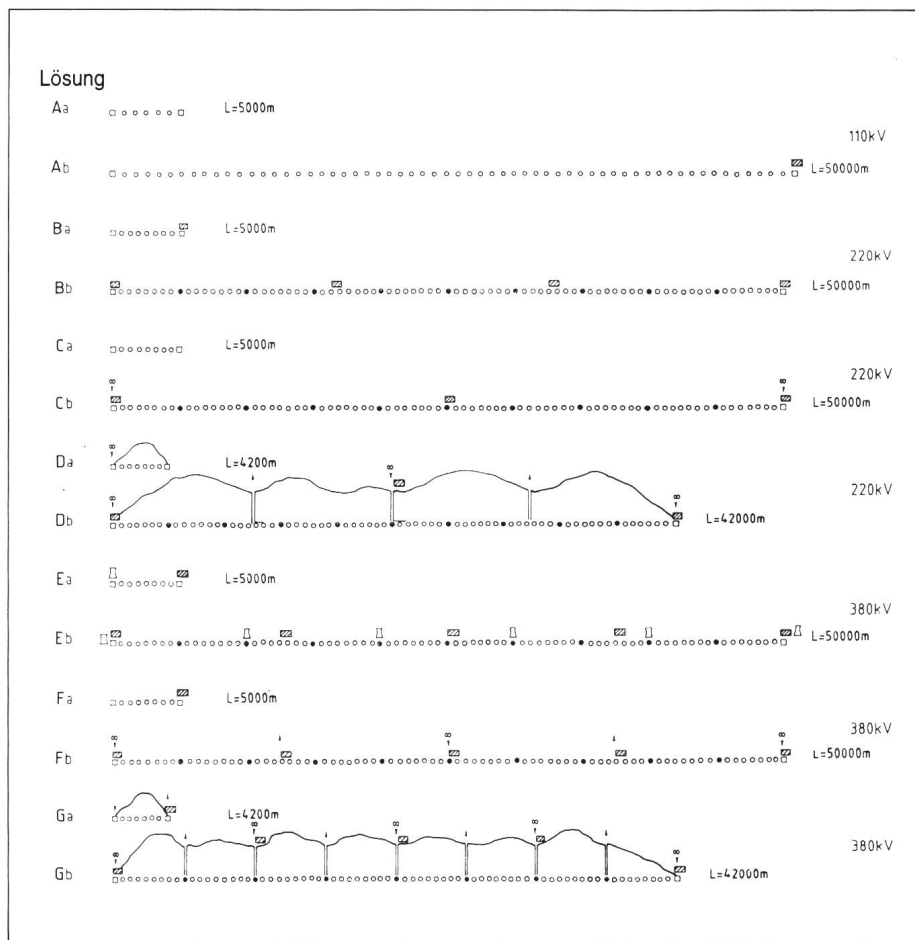 Lösung
Aa L=5000m
110kV
Ab L=50000m
Ba L=5000m
220kV
Bb L=50000m
Ca L=5000m
220kV
Cb L=50000m
Da L=4200m
220kV
Db L=42000m
Ea L=5000m
380kV
Eb L=50000m
Fa L=5000m
380kV
Fb L=50000m
Ga L=4200m
380kV
Gb L=42000m